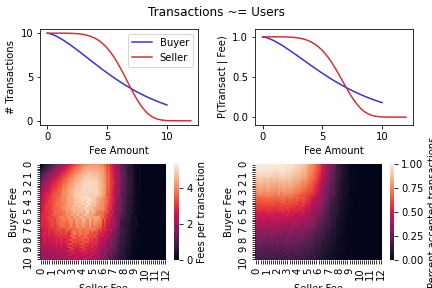 Transactions ~= Users
# Transactions
10
5
0
Buyer
Seller
0 5 10
Fee Amount
P(Transact | Fee)
1.0
0.5
0.0
0 5 10
Fee Amount
Buyer Fee
0 1 2 3 4 5 6 7 8 9 10
0 1 2 3 4 5 6 7 8 9 10 11 12
Seller Fee
4
2
0
Fees per transaction
Buyer Fee
0 1 2 3 4 5 6 7 8 9 10
0 1 2 3 4 5 6 7 8 9 10 11 12
Seller Fee
1.00
0.75
0.50
0.25
0.00
Percent accepted transactions